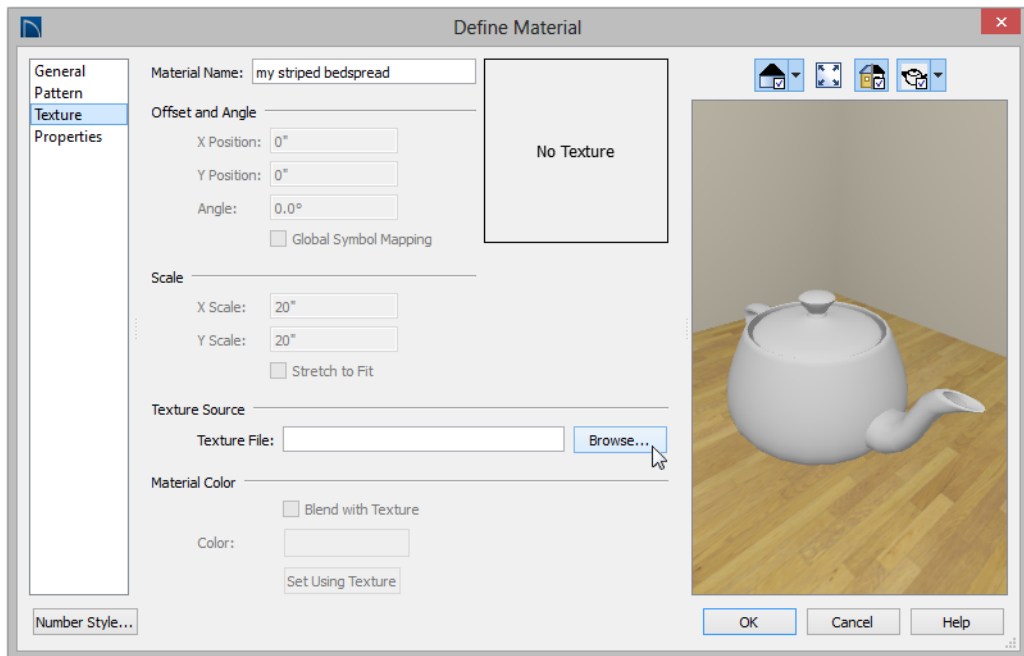 Define Material
General
Pattern
Texture
Properties
Material Name: my striped bedspread
Offset and Angle
X Position: 0"
Y Position: 0"
Angle: 0.0°
Global Symbol Mapping
No Texture
Scale
X Scale: 20"
Y Scale: 20"
Stretch to Fit
Texture Source
Texture File: Browse...
Material Color
Blend with Texture
Color:
Set Using Texture
Number Style... OK Cancel Help